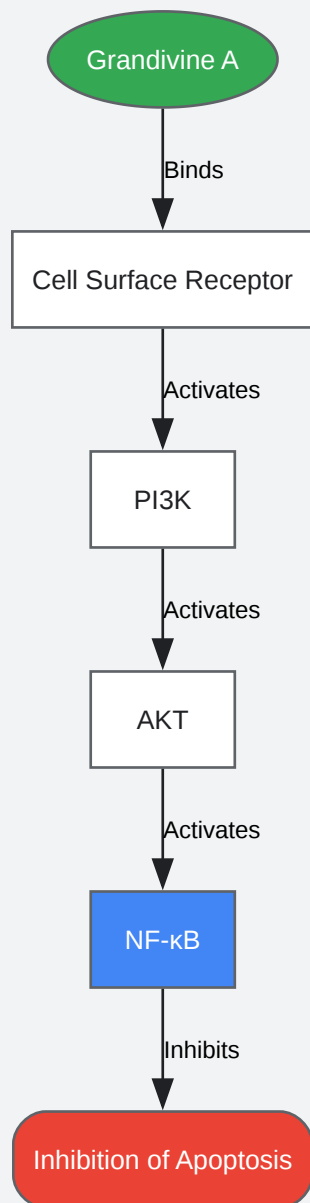 Grandivine A
Binds
Cell Surface Receptor
Activates
PI3K
Activates
AKT
Activates
NF-κB
Inhibits
Inhibition of Apoptosis